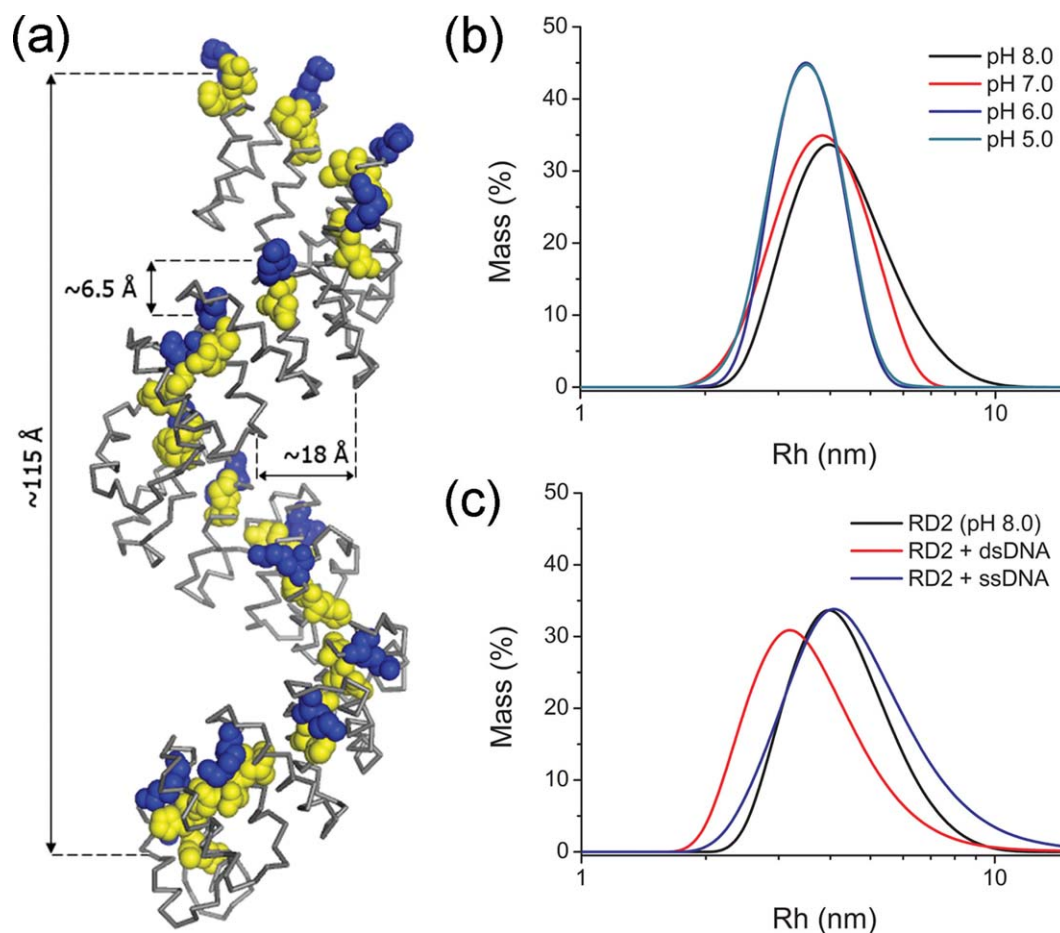 (a)
~115 Å
~6.5 Å
~18 Å
(b)
Mass (%)
50
40
30
20
10
0
pH 8.0
pH 7.0
pH 6.0
pH 5.0
1
10
Rh (nm)
(c)
Mass (%)
50
40
30
20
10
0
RD2 (pH 8.0)
RD2 + dsDNA
RD2 + ssDNA
1
10
Rh (nm)